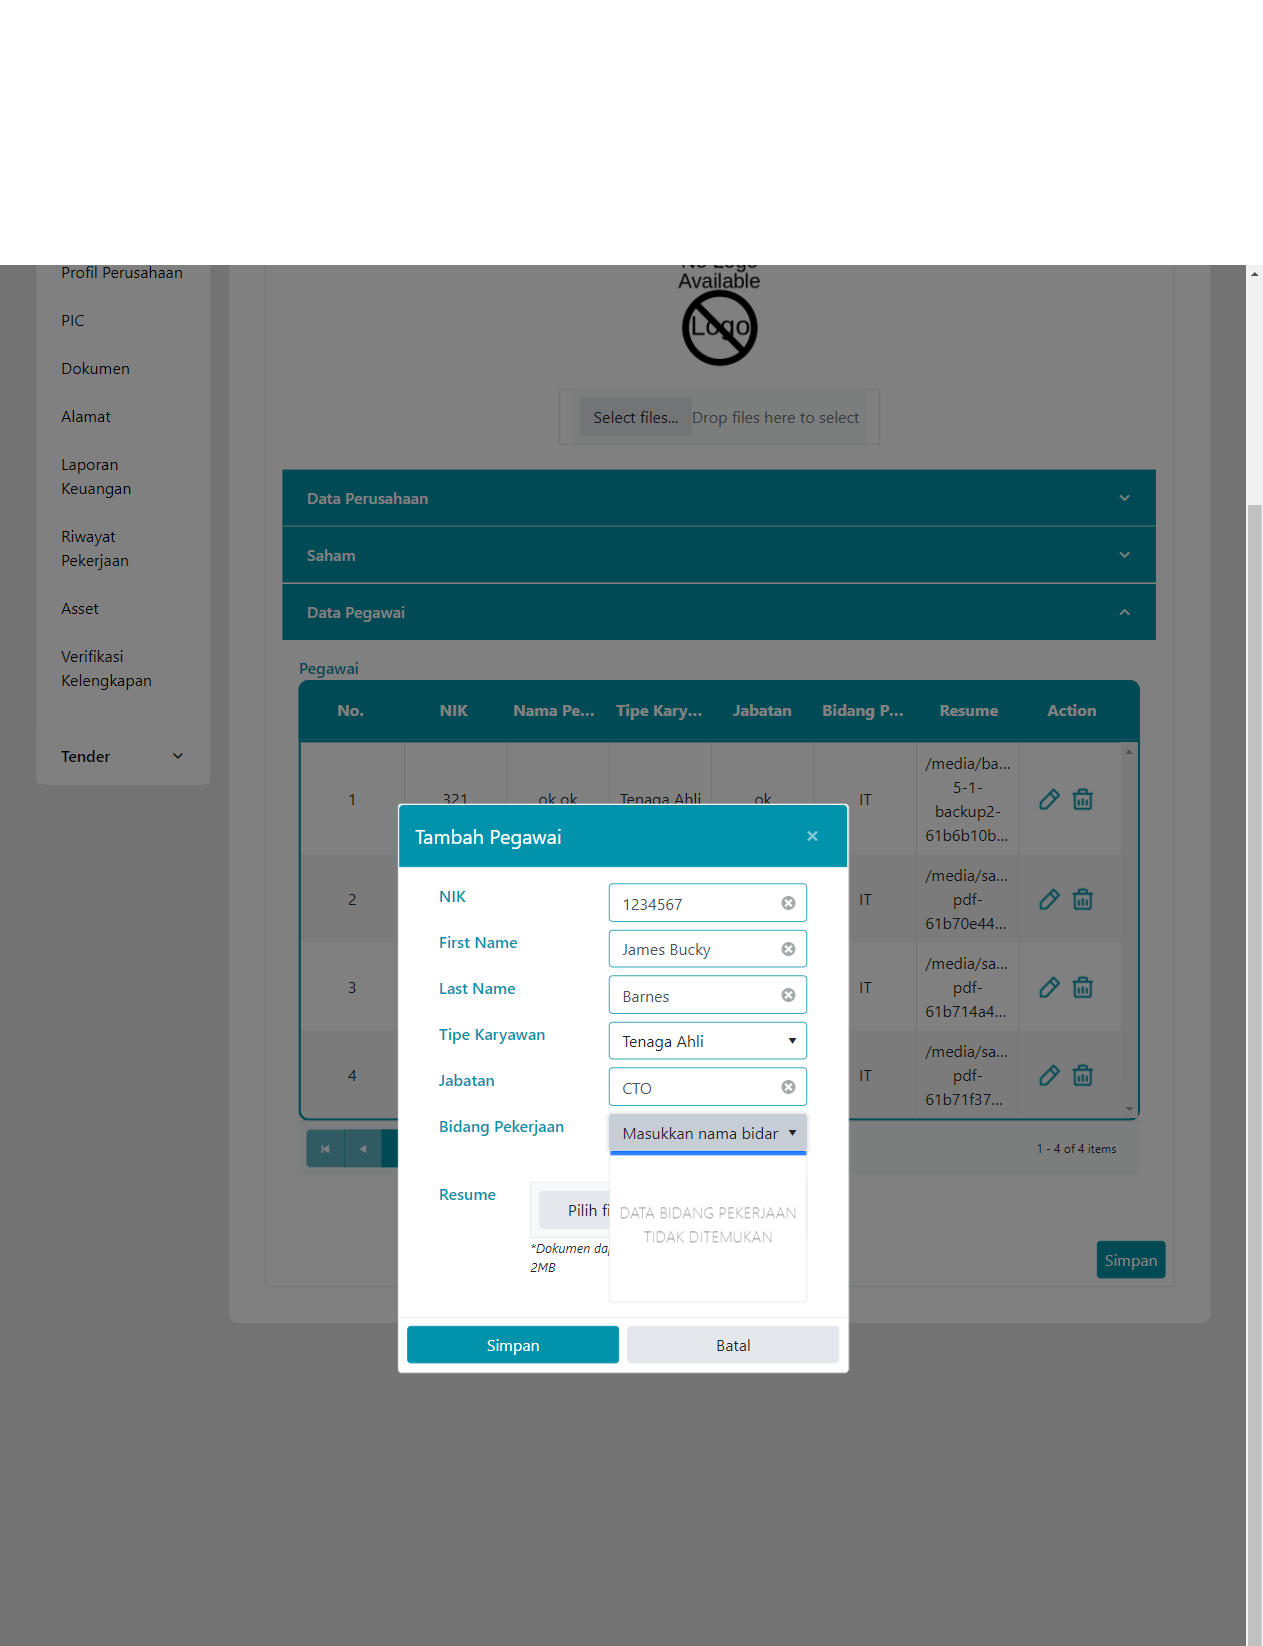 Profil Perusahaan
PIC
Dokumen
Alamat
Laporan
Keuangan
Riwayat
Pekerjaan
Asset
Verifikasi
Kelengkapan
Tender
No Logo
Available
Logo
Select files... Drop files here to select
Data Perusahaan
Saham
Data Pegawai
Pegawai
No. NIK Nama Pe... Tipe Kary... Jabatan Bidang P... Resume Action
1 321 ok ok Tenaga Ahli ok IT
/media/ba...
5-1-
backup2-
61b6b10b...
2 IT
/media/sa...
pdf-
61b70e44...
3 IT
/media/sa...
pdf-
61b714a4...
4 IT
/media/sa...
pdf-
61b71f37...
1 - 4 of 4 items
Simpan
Tambah Pegawai
NIK 1234567
First Name James Bucky
Last Name Barnes
Tipe Karyawan Tenaga Ahli
Jabatan CTO
Bidang Pekerjaan Masukkan nama bidar
DATA BIDANG PEKERJAAN
TIDAK DITEMUKAN
Resume Pilih fi
*Dokumen da
2MB
Simpan Batal